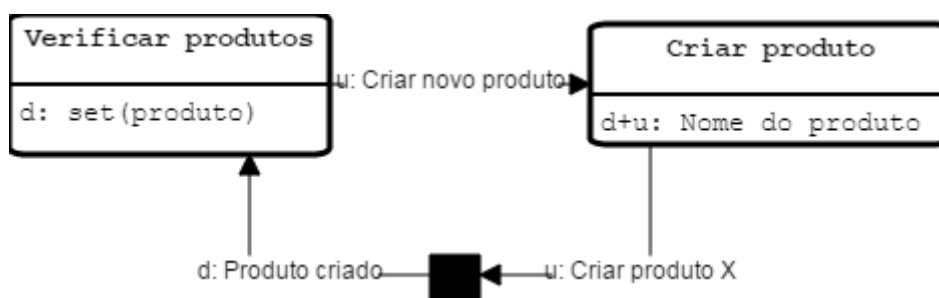 Verificar produtos
d: set(produto)
u: Criar novo produto
Criar produto
d+u: Nome do produto
d: Produto criado
u: Criar produto X